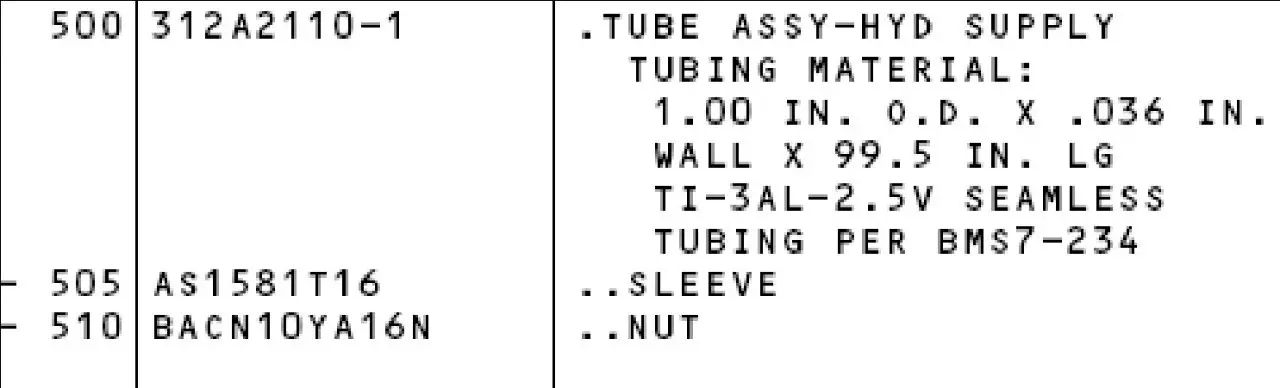 500 312A2110-1 .TUBE ASSY-HYD SUPPLY
TUBING MATERIAL:
1.00 IN. O.D. X .036 IN.
WALL X 99.5 IN. LG
TI-3AL-2.5V SEAMLESS
TUBING PER BMS7-234
- 505 AS1581T16 ..SLEEVE
- 510 BACN10YA16N ..NUT